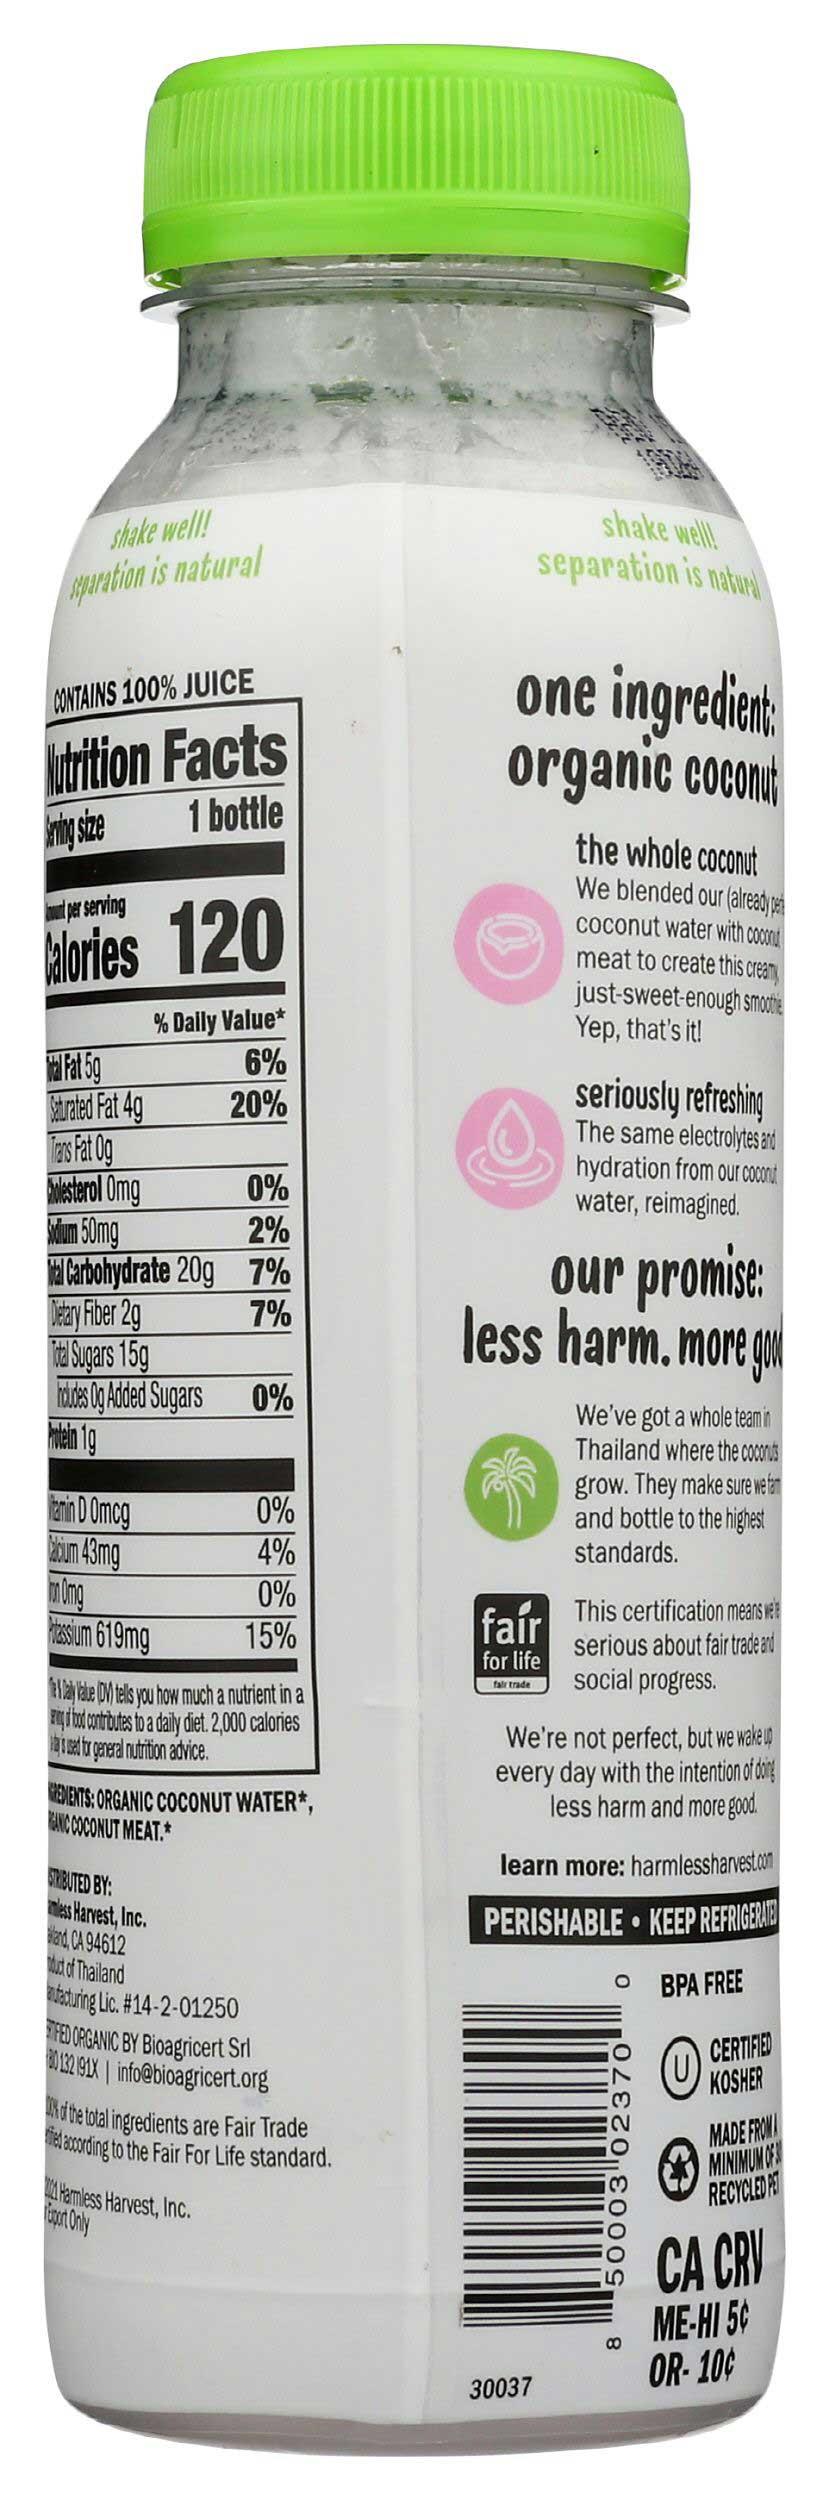 shake well!
separation is natural
CONTAINS 100% JUICE
Nutrition Facts
Serving size 1 bottle
Amount per serving
Calories 120
% Daily Value*
Total Fat 5g 6%
Saturated Fat 4g 20%
Trans Fat 0g
Cholesterol 0mg 0%
Sodium 50mg 2%
Total Carbohydrate 20g 7%
Dietary Fiber 2g 7%
Total Sugars 15g
Includes 0g Added Sugars 0%
Protein 1g
Vitamin D 0mcg 0%
Calcium 43mg 4%
Iron 0mg 0%
Potassium 619mg 15%
*The % Daily Value (DV) tells you how much a nutrient in a
serving of food contributes to a daily diet. 2,000 calories
a day is used for general nutrition advice.
INGREDIENTS: ORGANIC COCONUT WATER*,
ORGANIC COCONUT MEAT.*
DISTRIBUTED BY:
Harmless Harvest, Inc.
Oakland, CA 94612
Product of Thailand
Manufacturing Lic. #14-2-01250
CERTIFIED ORGANIC BY Bioagricert Srl
BIO 132 I91X | info@bioagricert.org
100% of the total ingredients are Fair Trade
certified according to the Fair For Life standard.
2021 Harmless Harvest, Inc.
Export Only
shake well!
separation is natural
one ingredient:
organic coconut
the whole coconut
We blended our (already
coconut water with coconut
meat to create this creamy,
just-sweet-enough smoothie.
Yep, that's it!
seriously refreshing
The same electrolytes and
hydration from our coconut
water, reimagined.
our promise:
less harm. more good
We've got a whole team in
Thailand where the coconuts
grow. They make sure we farm
and bottle to the highest
standards.
fair
for life
fair trade
This certification means we're
serious about fair trade and
social progress.
We're not perfect, but we wake up
every day with the intention of doing
less harm and more good.
learn more: harmlessharvest.com
PERISHABLE • KEEP REFRIGERATED
BPA FREE
U
CERTIFIED
KOSHER
MADE FROM A
MINIMUM OF
RECYCLED PET
CA CRV
ME-HI 5¢
OR- 10¢
8 50003 02370 0
30037